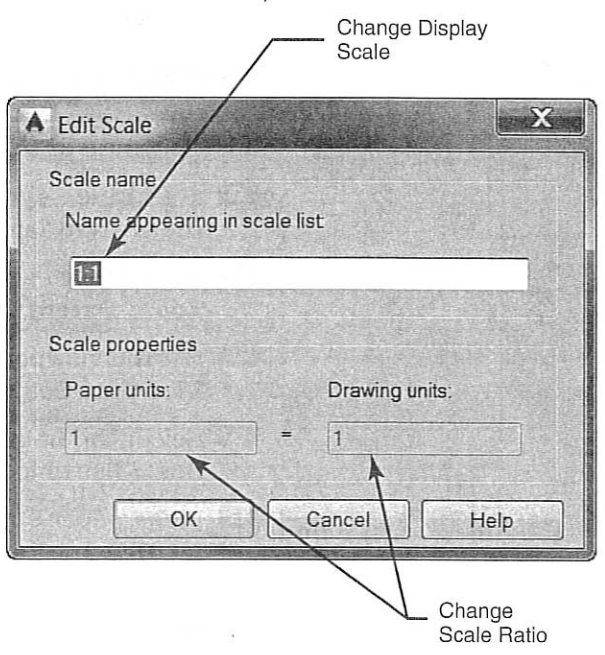 Change Display
Scale
Edit Scale
X
Scale name
Name appearing in scale list:
1:1
Scale properties
Paper units:
Drawing units:
1 = 1
OK Cancel Help
Change
Scale Ratio